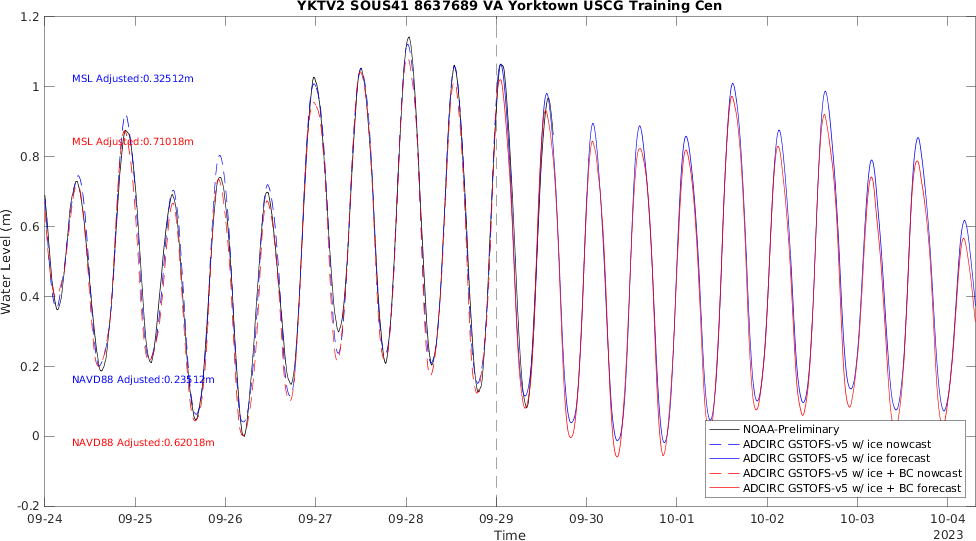 YKTV2 SOUS41 8637689 VA Yorktown USCG Training Cen
1.2
1
0.8
0.6
0.4
0.2
0
-0.2
Water Level (m)
MSL Adjusted:0.32512m
MSL Adjusted:0.71018m
NAVD88 Adjusted:0.23512m
NAVD88 Adjusted:0.62018m
NOAA-Preliminary
ADCIRC GSTOFS-v5 w/ ice nowcast
ADCIRC GSTOFS-v5 w/ ice forecast
ADCIRC GSTOFS-v5 w/ ice + BC nowcast
ADCIRC GSTOFS-v5 w/ ice + BC forecast
09-24 09-25 09-26 09-27 09-28 09-29 09-30 10-01 10-02 10-03 10-04
Time
2023